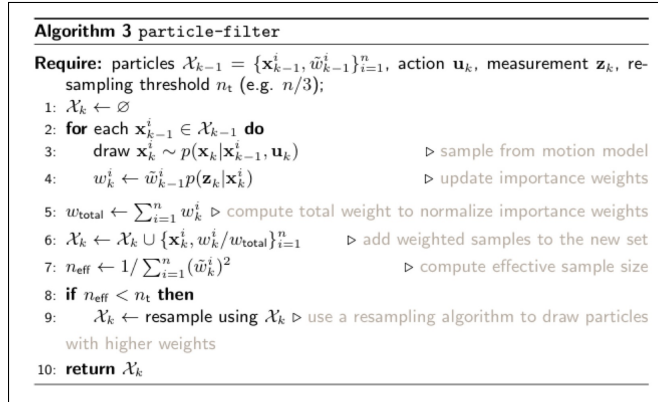 Algorithm 3 particle-filter
Require: particles 𝒳ₖ₋₁ = {𝐱ⁱₖ₋₁, w̃ⁱₖ₋₁}ⁿᵢ₌₁, action 𝐮ₖ, measurement 𝐳ₖ, re-
sampling threshold nₜ (e.g. n/3);
1: 𝒳ₖ ← ∅
2: for each 𝐱ⁱₖ₋₁ ∈ 𝒳ₖ₋₁ do
3: draw 𝐱ⁱₖ ∼ p(𝐱ₖ|𝐱ⁱₖ₋₁, 𝐮ₖ) ▷ sample from motion model
4: wⁱₖ ← w̃ⁱₖ₋₁p(𝐳ₖ|𝐱ⁱₖ) ▷ update importance weights
5: w_total ← ∑ⁿᵢ₌₁ wⁱₖ ▷ compute total weight to normalize importance weights
6: 𝒳ₖ ← 𝒳ₖ ∪ {𝐱ⁱₖ, wⁱₖ/w_total}ⁿᵢ₌₁ ▷ add weighted samples to the new set
7: n_eff ← 1/∑ⁿᵢ₌₁(w̃ⁱₖ)² ▷ compute effective sample size
8: if n_eff < nₜ then
9: 𝒳ₖ ← resample using 𝒳ₖ ▷ use a resampling algorithm to draw particles
with higher weights
10: return 𝒳ₖ